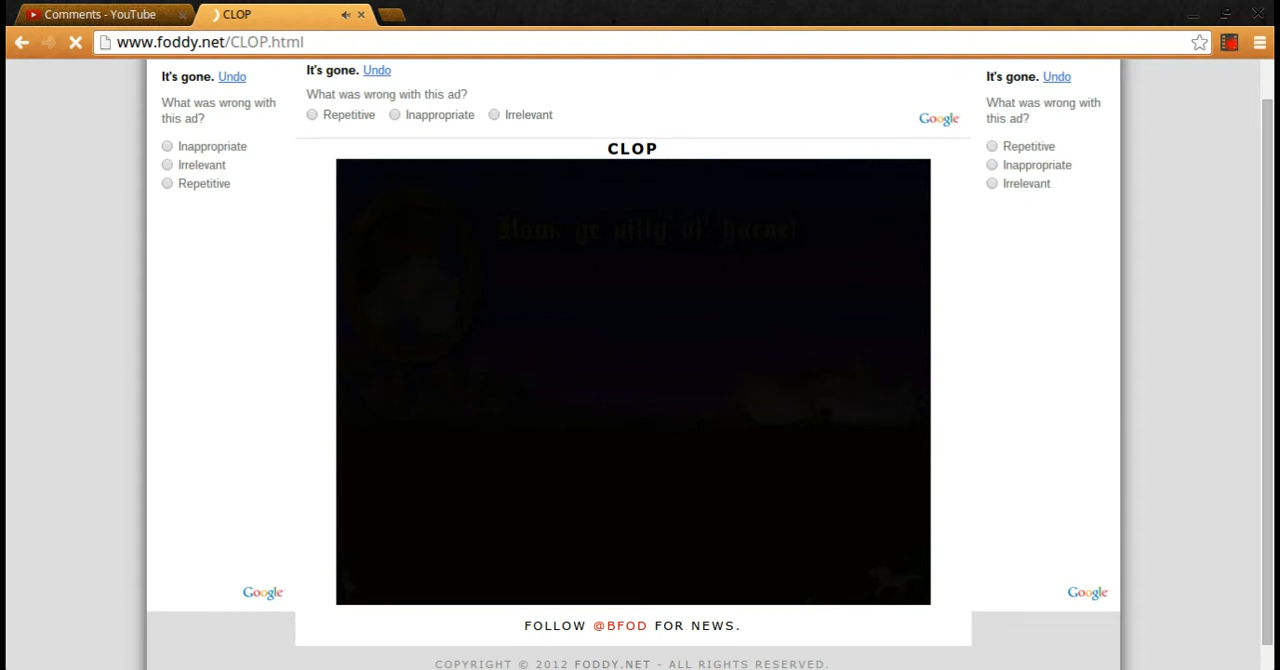 Comments - YouTube
CLOP
www.foddy.net/CLOP.html
It's gone. Undo
What was wrong with
this ad?
Inappropriate
Irrelevant
Repetitive
Google
It's gone. Undo
What was wrong with this ad?
Repetitive Inappropriate Irrelevant
Google
It's gone. Undo
What was wrong with
this ad?
Repetitive
Inappropriate
Irrelevant
Google
CLOP
ye silly ol'
FOLLOW @BFOD FOR NEWS.
COPYRIGHT © 2012 FODDY.NET - ALL RIGHTS RESERVED.